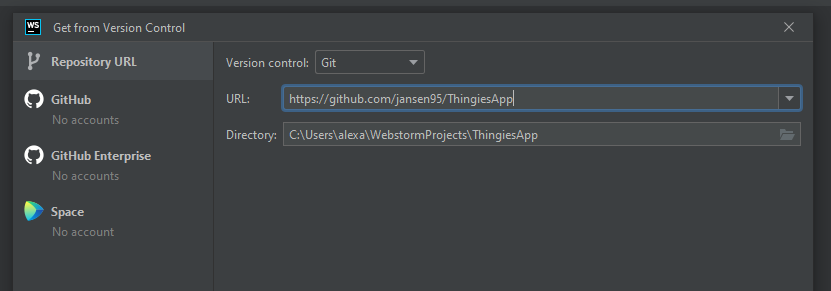 WS Get from Version Control
Repository URL
GitHub
No accounts
GitHub Enterprise
No accounts
Space
No account
Version control: Git
URL: https://github.com/jansen95/ThingiesApp
Directory: C:\Users\alexa\WebstormProjects\ThingiesApp